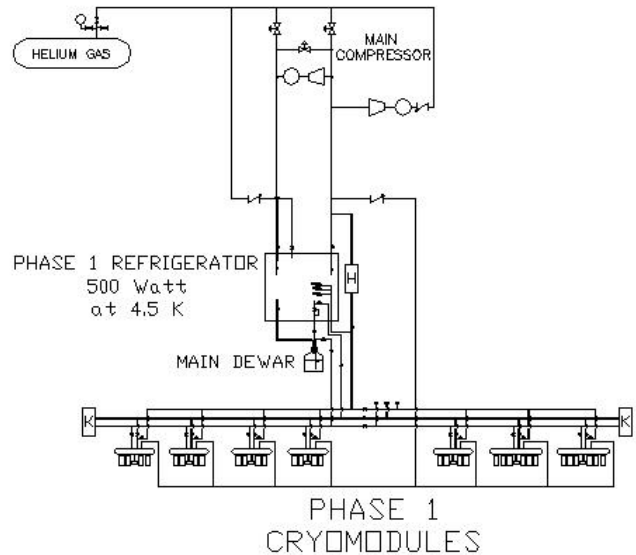 HELIUM GAS
MAIN
COMPRESSOR
PHASE 1 REFRIGERATOR
500 Watt
at 4.5 K
H
MAIN DEWAR
K
K
PHASE 1
CRYOMODULES